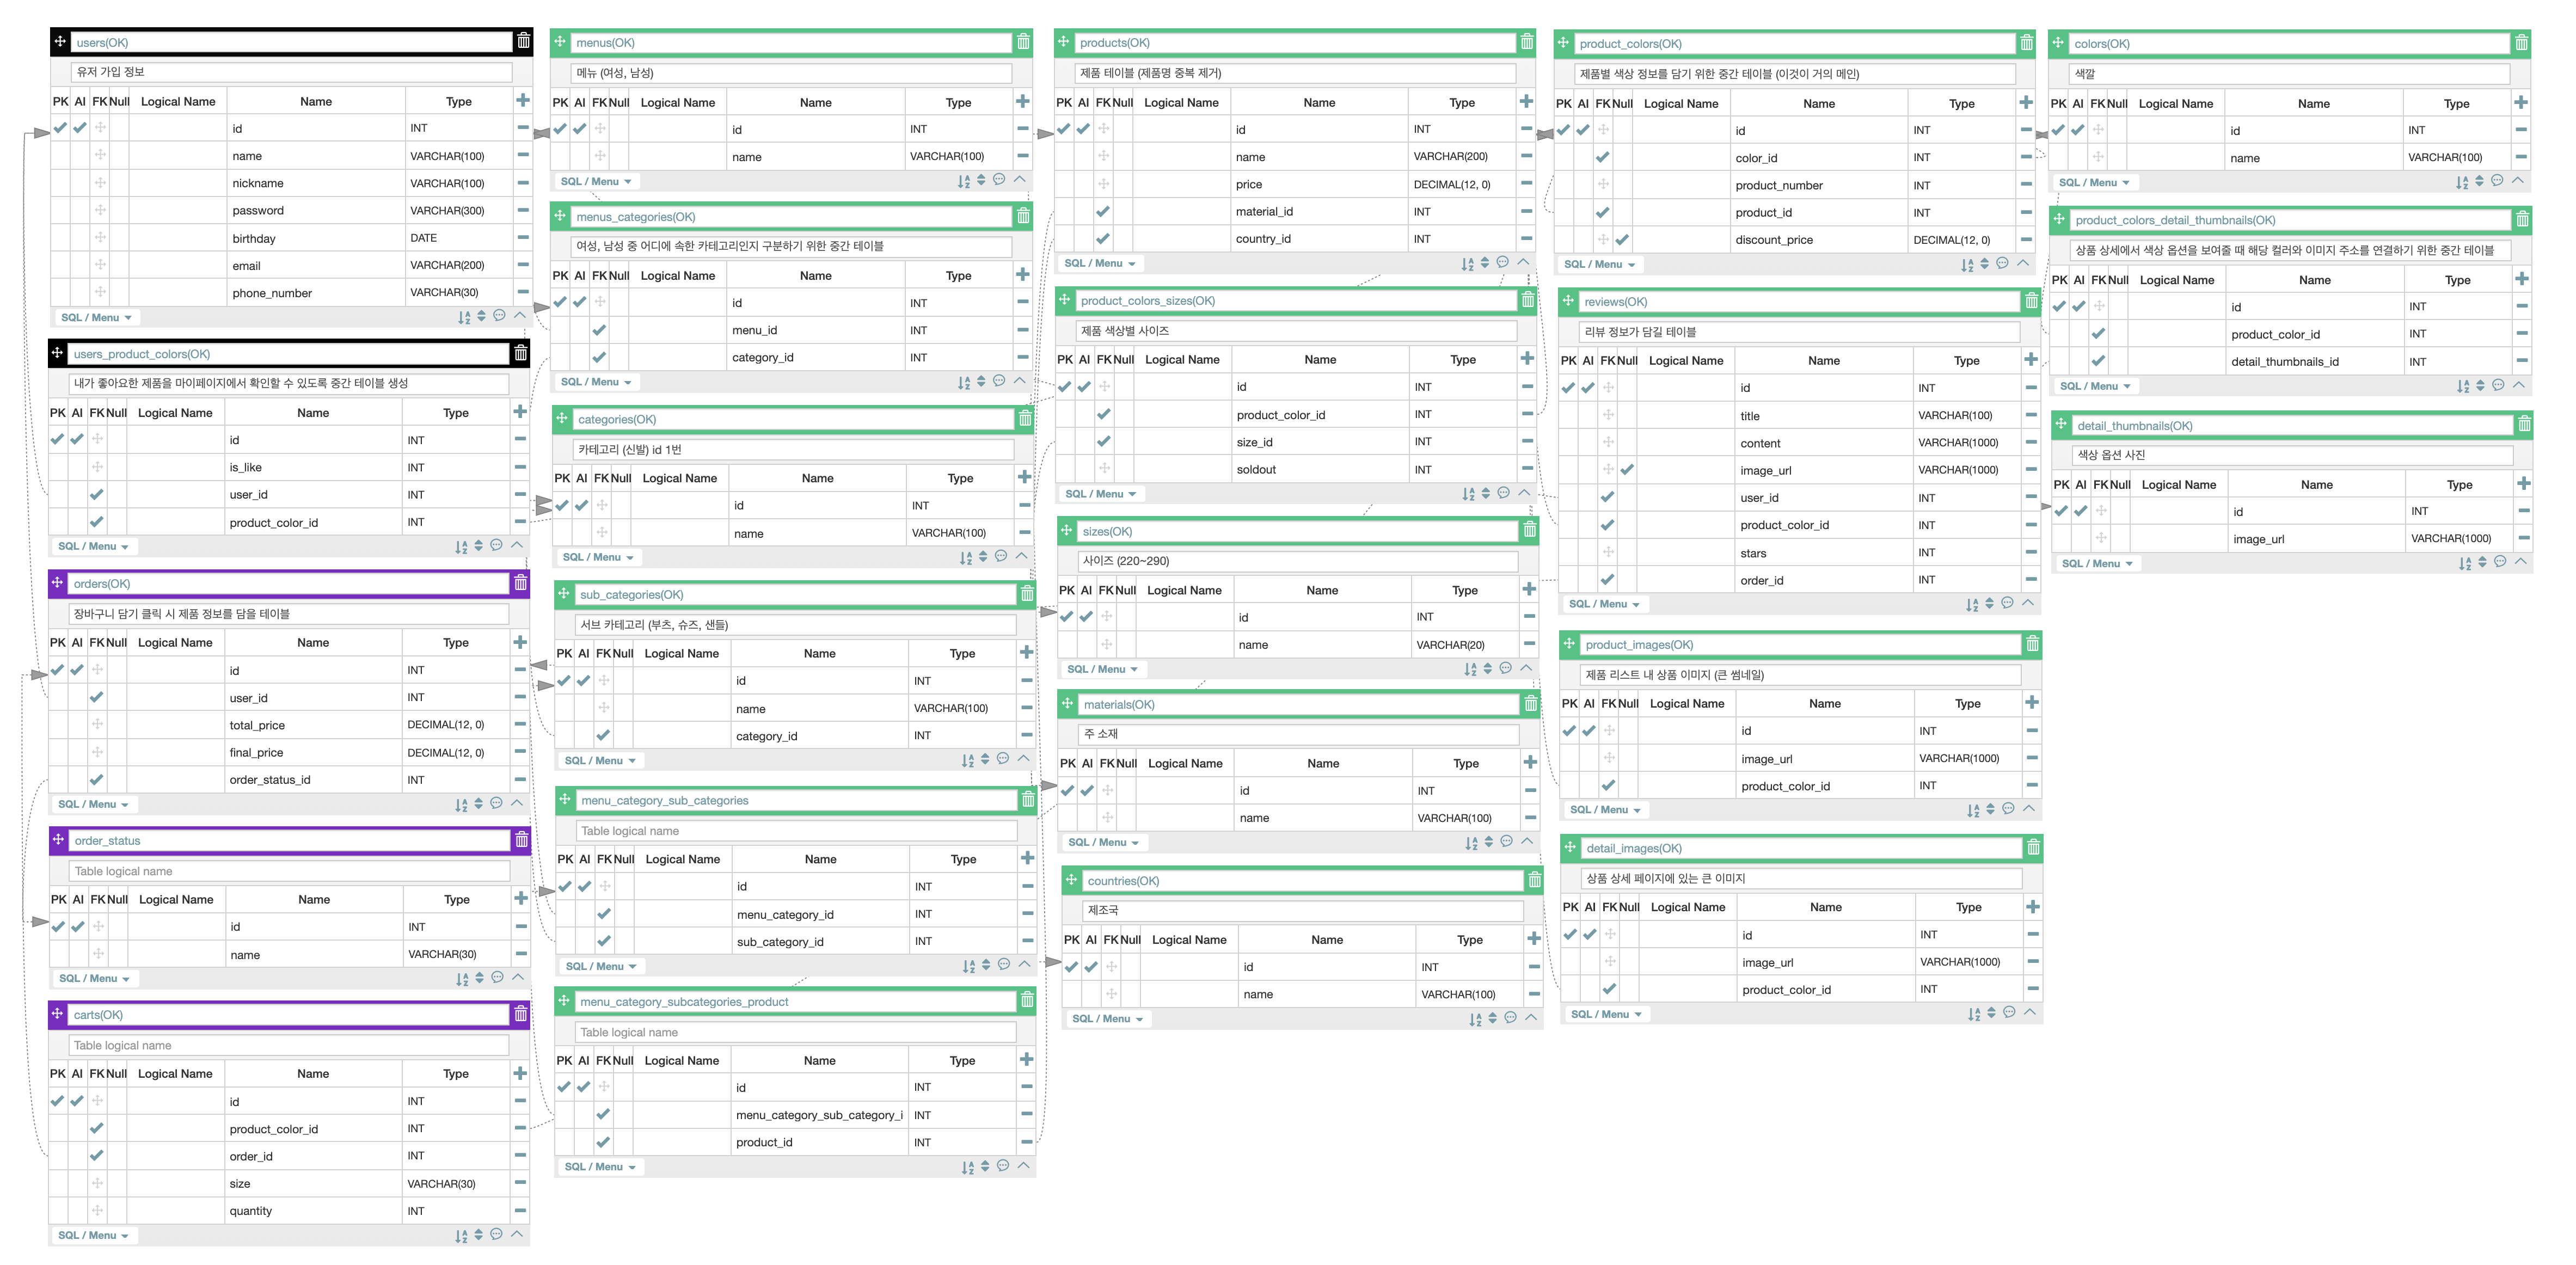 users(OK)
유저 가입 정보
PK AI FK Null Logical Name Name Type
id INT
name VARCHAR(100)
nickname VARCHAR(100)
password VARCHAR(300)
birthday DATE
email VARCHAR(200)
phone_number VARCHAR(30)
SQL / Menu
users_product_colors(OK)
내가 좋아요한 제품을 마이페이지에서 확인할 수 있도록 중간 테이블 생성
PK AI FK Null Logical Name Name Type
id INT
is_like INT
user_id INT
product_color_id INT
SQL / Menu
orders(OK)
장바구니 담기 클릭 시 제품 정보를 담을 테이블
PK AI FK Null Logical Name Name Type
id INT
user_id INT
total_price DECIMAL(12, 0)
final_price DECIMAL(12, 0)
order_status_id INT
SQL / Menu
order_status
Table logical name
PK AI FK Null Logical Name Name Type
id INT
name VARCHAR(30)
SQL / Menu
carts(OK)
Table logical name
PK AI FK Null Logical Name Name Type
id INT
product_color_id INT
order_id INT
size VARCHAR(30)
quantity INT
SQL / Menu
menus(OK)
메뉴 (여성, 남성)
PK AI FK Null Logical Name Name Type
id INT
name VARCHAR(100)
SQL / Menu
menus_categories(OK)
여성, 남성 중 어디에 속한 카테고리인지 구분하기 위한 중간 테이블
PK AI FK Null Logical Name Name Type
id INT
menu_id INT
category_id INT
SQL / Menu
categories(OK)
카테고리 (신발) id 1번
PK AI FK Null Logical Name Name Type
id INT
name VARCHAR(100)
SQL / Menu
sub_categories(OK)
서브 카테고리 (부츠, 슈즈, 샌들)
PK AI FK Null Logical Name Name Type
id INT
name VARCHAR(100)
category_id INT
SQL / Menu
menu_category_sub_categories
Table logical name
PK AI FK Null Logical Name Name Type
id INT
menu_category_id INT
sub_category_id INT
SQL / Menu
menu_category_subcategories_product
Table logical name
PK AI FK Null Logical Name Name Type
id INT
menu_category_sub_category_i INT
product_id INT
SQL / Menu
products(OK)
제품 테이블 (제품명 중복 제거)
PK AI FK Null Logical Name Name Type
id INT
name VARCHAR(200)
price DECIMAL(12, 0)
material_id INT
country_id INT
SQL / Menu
product_colors_sizes(OK)
제품 색상별 사이즈
PK AI FK Null Logical Name Name Type
id INT
product_color_id INT
size_id INT
soldout INT
SQL / Menu
sizes(OK)
사이즈 (220~290)
PK AI FK Null Logical Name Name Type
id INT
name VARCHAR(20)
SQL / Menu
materials(OK)
주 소재
PK AI FK Null Logical Name Name Type
id INT
name VARCHAR(100)
SQL / Menu
countries(OK)
제조국
PK AI FK Null Logical Name Name Type
id INT
name VARCHAR(100)
SQL / Menu
product_colors(OK)
제품별 색상 정보를 담기 위한 중간 테이블 (이것이 거의 메인)
PK AI FK Null Logical Name Name Type
id INT
color_id INT
product_number INT
product_id INT
discount_price DECIMAL(12, 0)
SQL / Menu
reviews(OK)
리뷰 정보가 담길 테이블
PK AI FK Null Logical Name Name Type
id INT
title VARCHAR(100)
content VARCHAR(1000)
image_url VARCHAR(1000)
user_id INT
product_color_id INT
stars INT
order_id INT
SQL / Menu
product_images(OK)
제품 리스트 내 상품 이미지 (큰 썸네일)
PK AI FK Null Logical Name Name Type
id INT
image_url VARCHAR(1000)
product_color_id INT
SQL / Menu
detail_images(OK)
상품 상세 페이지에 있는 큰 이미지
PK AI FK Null Logical Name Name Type
id INT
image_url VARCHAR(1000)
product_color_id INT
SQL / Menu
colors(OK)
색깔
PK AI FK Null Logical Name Name Type
id INT
name VARCHAR(100)
SQL / Menu
product_colors_detail_thumbnails(OK)
상품 상세에서 색상 옵션을 보여줄 때 해당 컬러와 이미지 주소를 연결하기 위한 중간 테이블
PK AI FK Null Logical Name Name Type
id INT
product_color_id INT
detail_thumbnails_id INT
SQL / Menu
detail_thumbnails(OK)
색상 옵션 사진
PK AI FK Null Logical Name Name Type
id INT
image_url VARCHAR(1000)
SQL / Menu